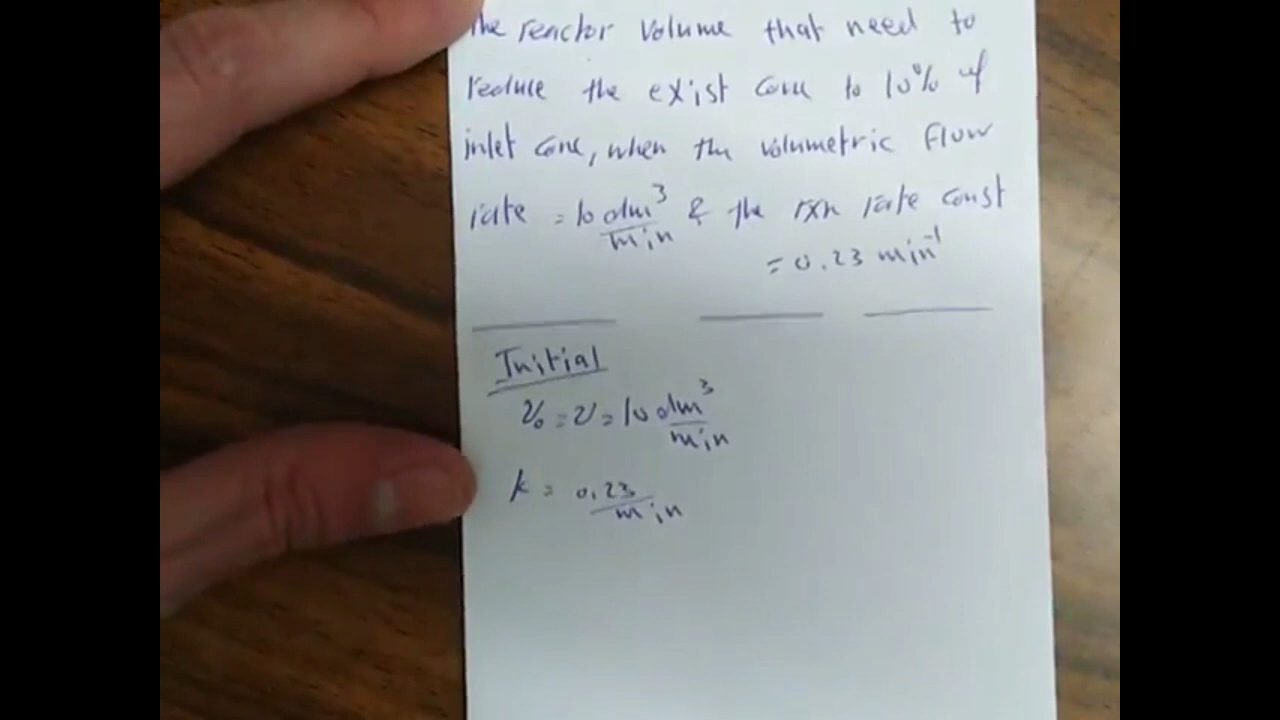 the reactor volume that need to
reduce the exist conc to 10% of
inlet conc, when the volumetric flow
rate = 10 dm³/min & the rxn rate const
= 0.23 min⁻¹
Initial
v₀ = v = 10 dm³/min
k = 0.23/min